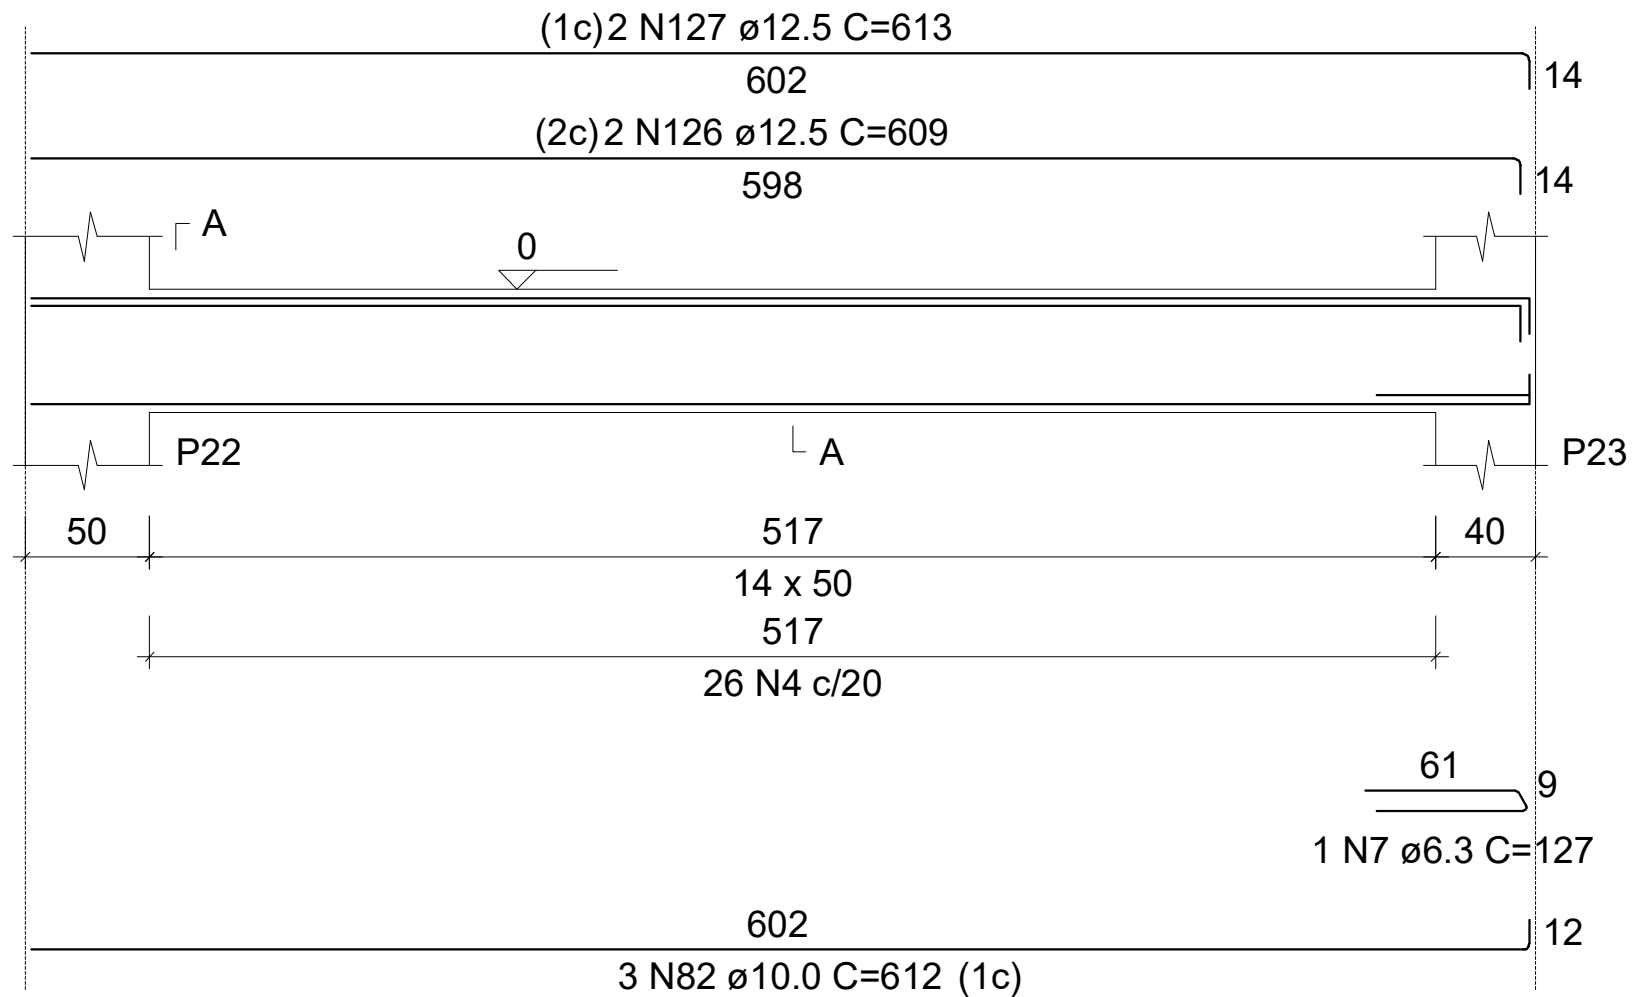 (1c) 2 N127 ø12.5 C=613
602
14
(2c) 2 N126 ø12.5 C=609
598
14
A
0
P22
A
P23
50
517
40
14 x 50
517
26 N4 c/20
61
9
1 N7 ø6.3 C=127
602
12
3 N82 ø10.0 C=612 (1c)